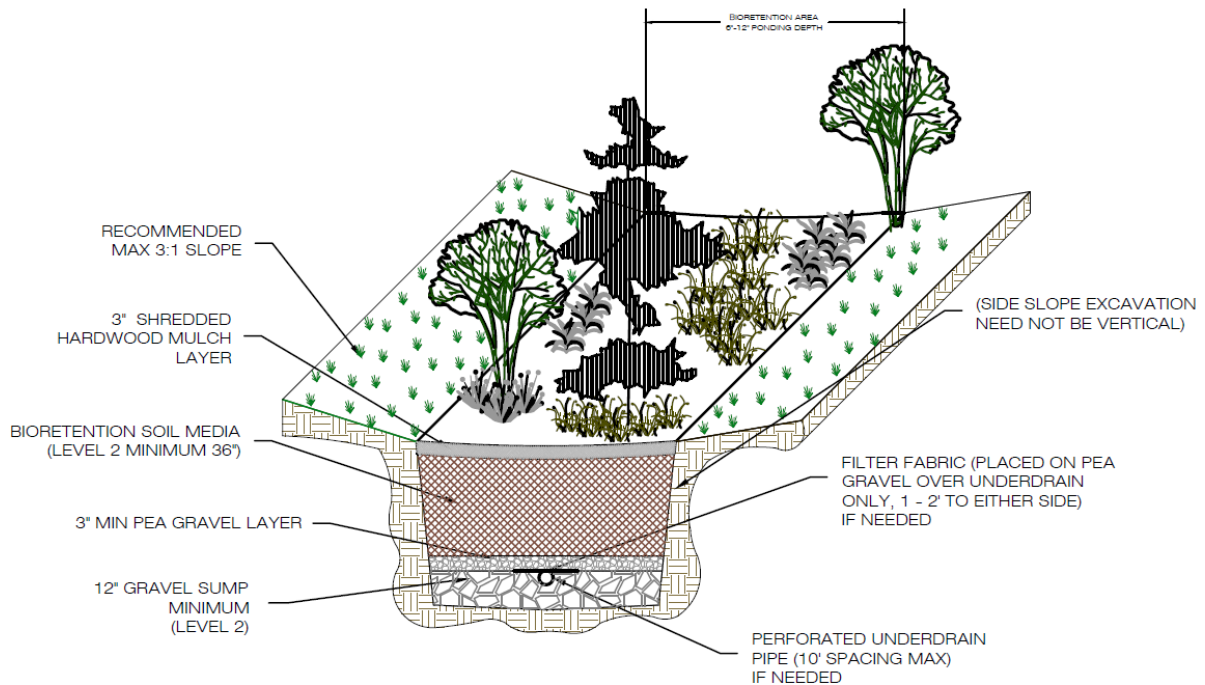 BIORETENTION AREA
6"-12" PONDING DEPTH
RECOMMENDED
MAX 3:1 SLOPE
3" SHREDDED
HARDWOOD MULCH
LAYER
(SIDE SLOPE EXCAVATION
NEED NOT BE VERTICAL)
BIORETENTION SOIL MEDIA
(LEVEL 2 MINIMUM 36")
FILTER FABRIC (PLACED ON PEA
GRAVEL OVER UNDERDRAIN
ONLY, 1 - 2' TO EITHER SIDE)
IF NEEDED
3" MIN PEA GRAVEL LAYER
12" GRAVEL SUMP
MINIMUM
(LEVEL 2)
PERFORATED UNDERDRAIN
PIPE (10' SPACING MAX)
IF NEEDED